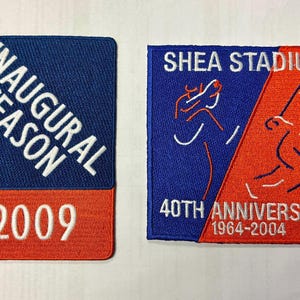 NAUGURAL
EASON
2009
SHEA STADIU
40TH ANNIVERS
1964-2004